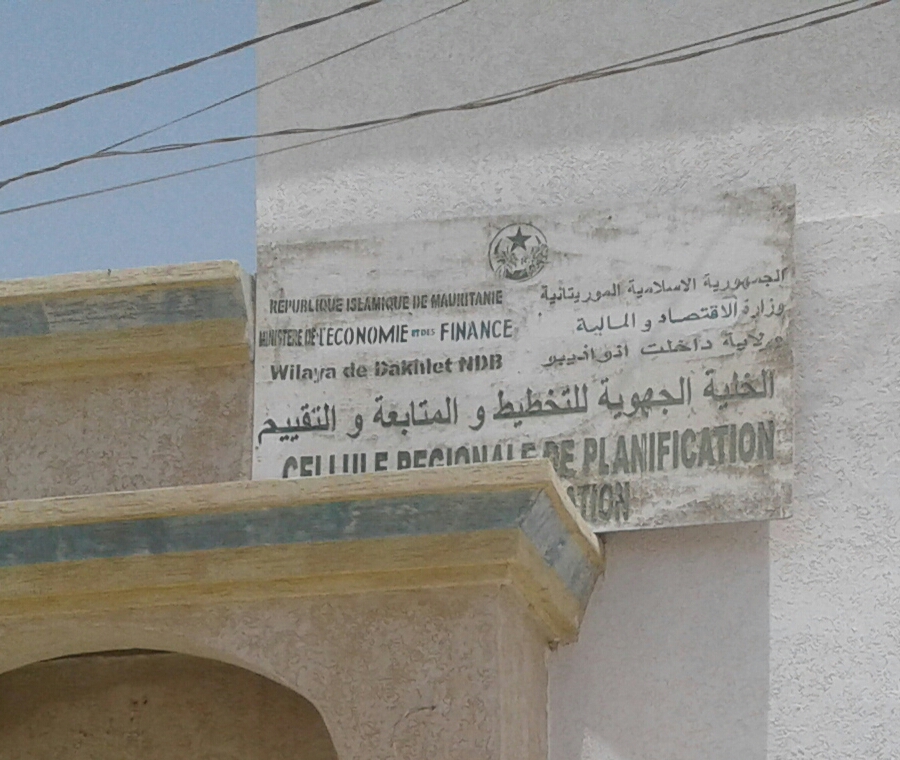 REPUBLIQUE ISLAMIQUE DE MAURITANIE
الجمهورية الاسلامية الموريتانية
MINISTERE DE L'ECONOMIE ET DES FINANCE
وزارة الاقتصاد و المالية
Wilaya de Dakhlet NDB
ولاية داخلت انواذيبو
الخلية الجهوية للتخطيط و المتابعة و التقييم
CELLULE REGIONALE DE PLANIFICATION
ATION